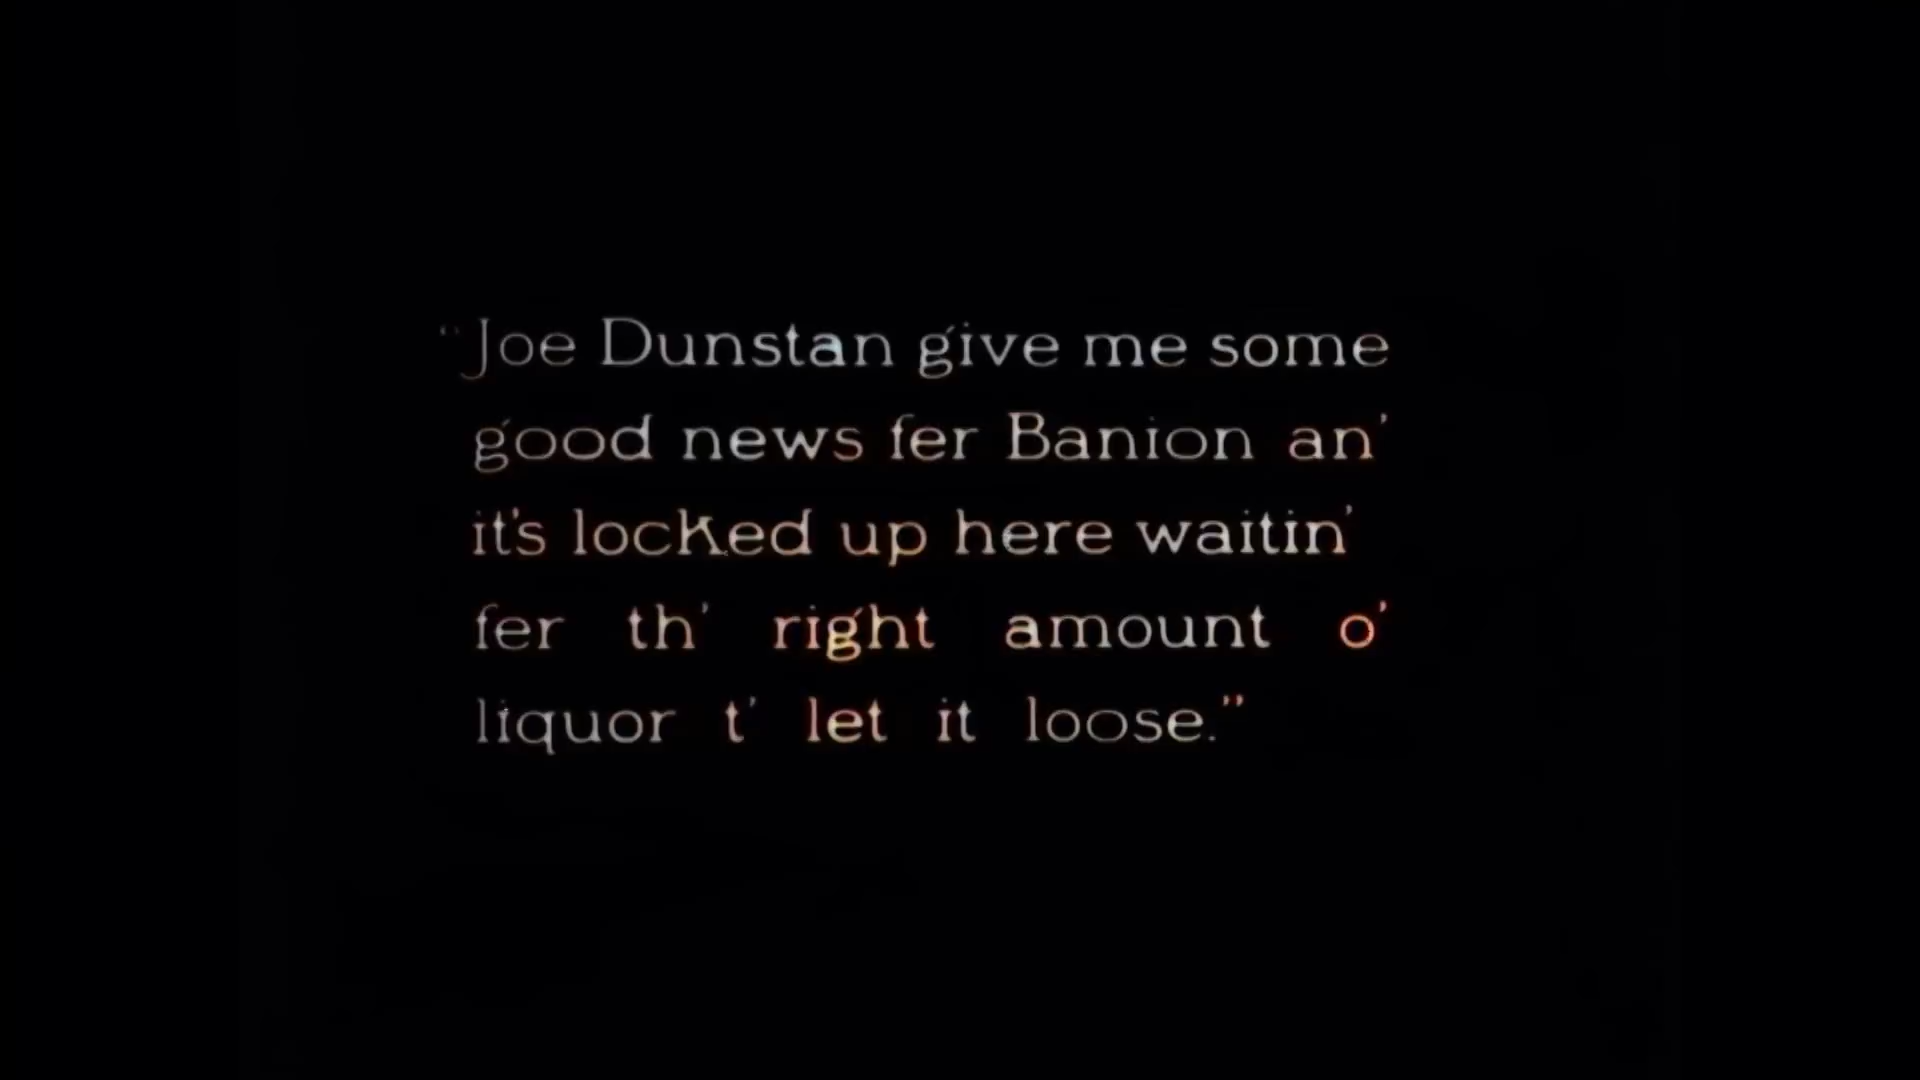 “Joe Dunstan give me some
good news fer Banion an’
it’s locked up here waitin’
fer th’ right amount o’
liquor t’ let it loose.”